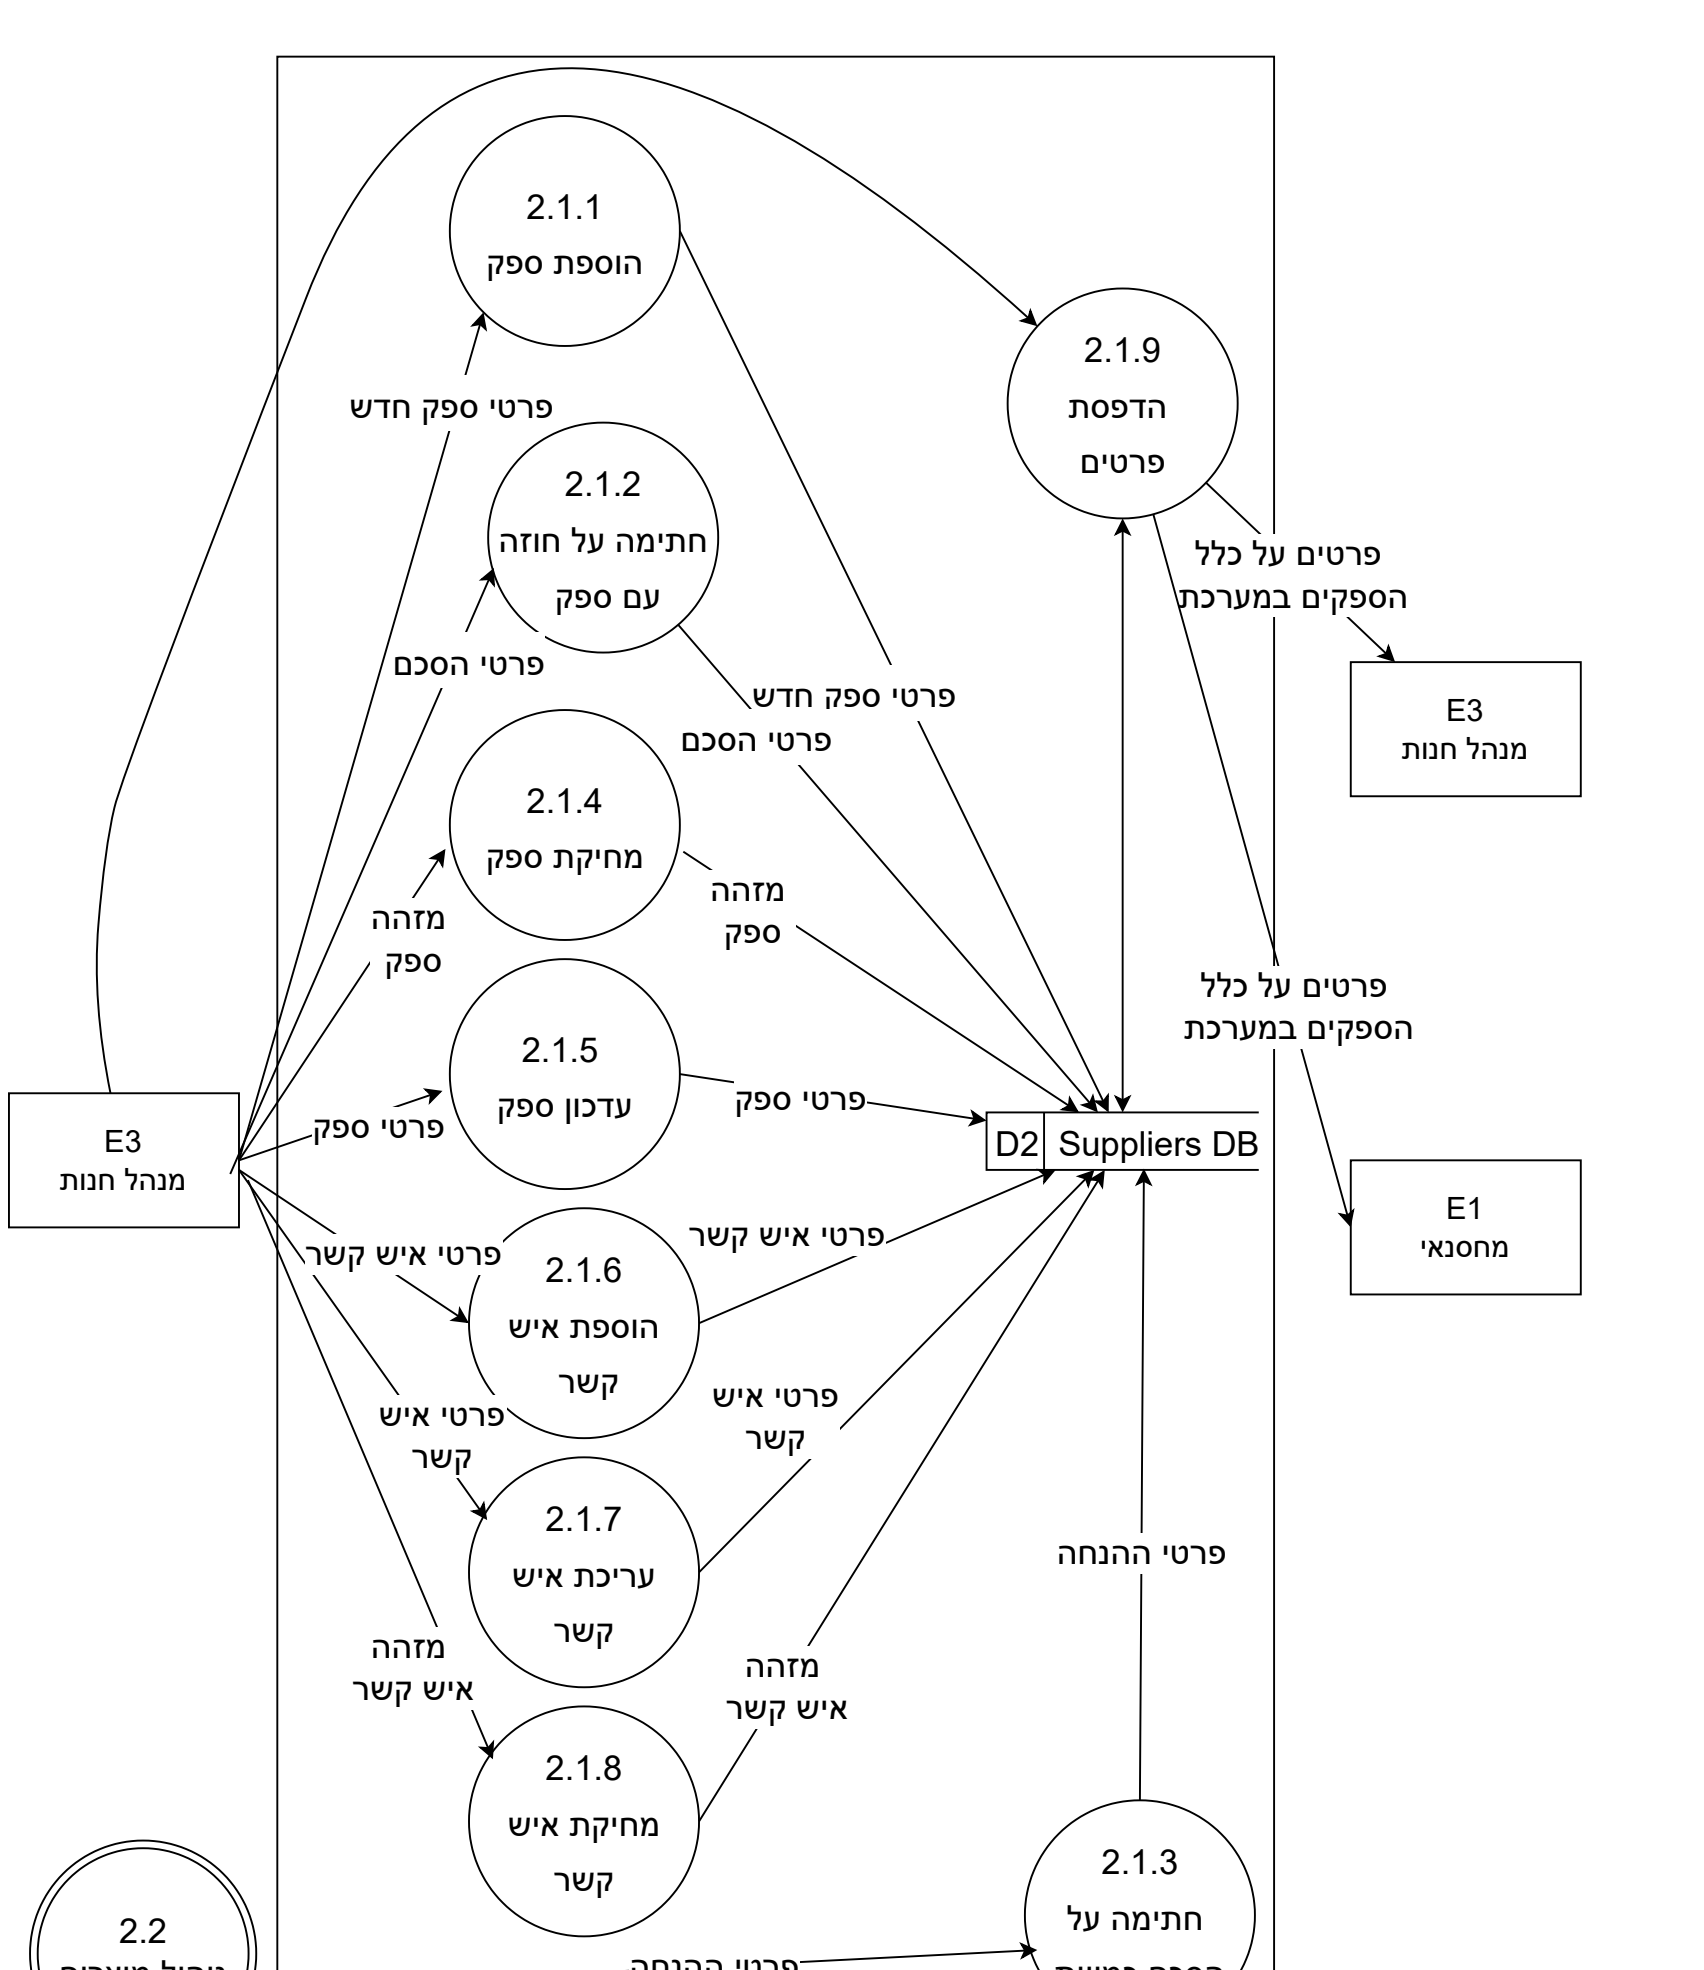 2.1.1
הוספת ספק
2.1.9
הדפסת
פרטים
פרטי ספק חדש
2.1.2
חתימה על חוזה
עם ספק
פרטים על כלל
הספקים במערכת
פרטי הסכם
פרטי ספק חדש
פרטי הסכם
E3
מנהל חנות
2.1.4
מחיקת ספק
מזהה
ספק
מזהה
ספק
פרטים על כלל
הספקים במערכת
2.1.5
עדכון ספק
פרטי ספק
פרטי ספק
E3
מנהל חנות
D2 Suppliers DB
E1
מחסנאי
פרטי איש קשר
פרטי איש קשר
2.1.6
הוספת איש
קשר
פרטי איש
קשר
פרטי איש
קשר
2.1.7
עריכת איש
קשר
פרטי ההנחה
מזהה
איש קשר
מזהה
איש קשר
2.1.8
מחיקת איש
קשר
2.1.3
חתימה על
2.2
פרטי ההנחה